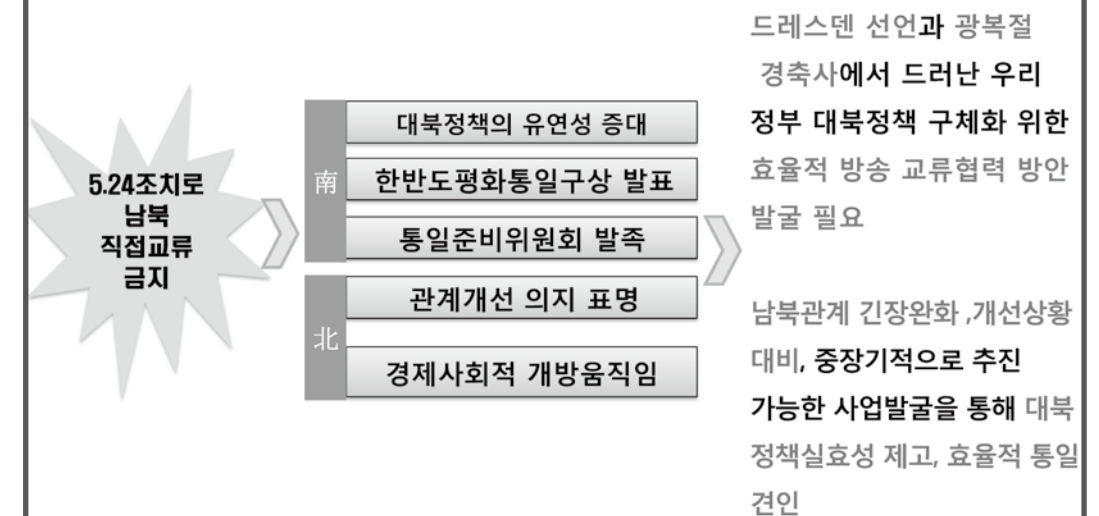 5.24조치로
남북
직접교류
금지
南
대북정책의 유연성 증대
한반도평화통일구상 발표
통일준비위원회 발족
北
관계개선 의지 표명
경제사회적 개방움직임
드레스덴 선언과 광복절
경축사에서 드러난 우리
정부 대북정책 구체화 위한
효율적 방송 교류협력 방안
발굴 필요
남북관계 긴장완화 ,개선상황
대비, 중장기적으로 추진
가능한 사업발굴을 통해 대북
정책실효성 제고, 효율적 통일
견인